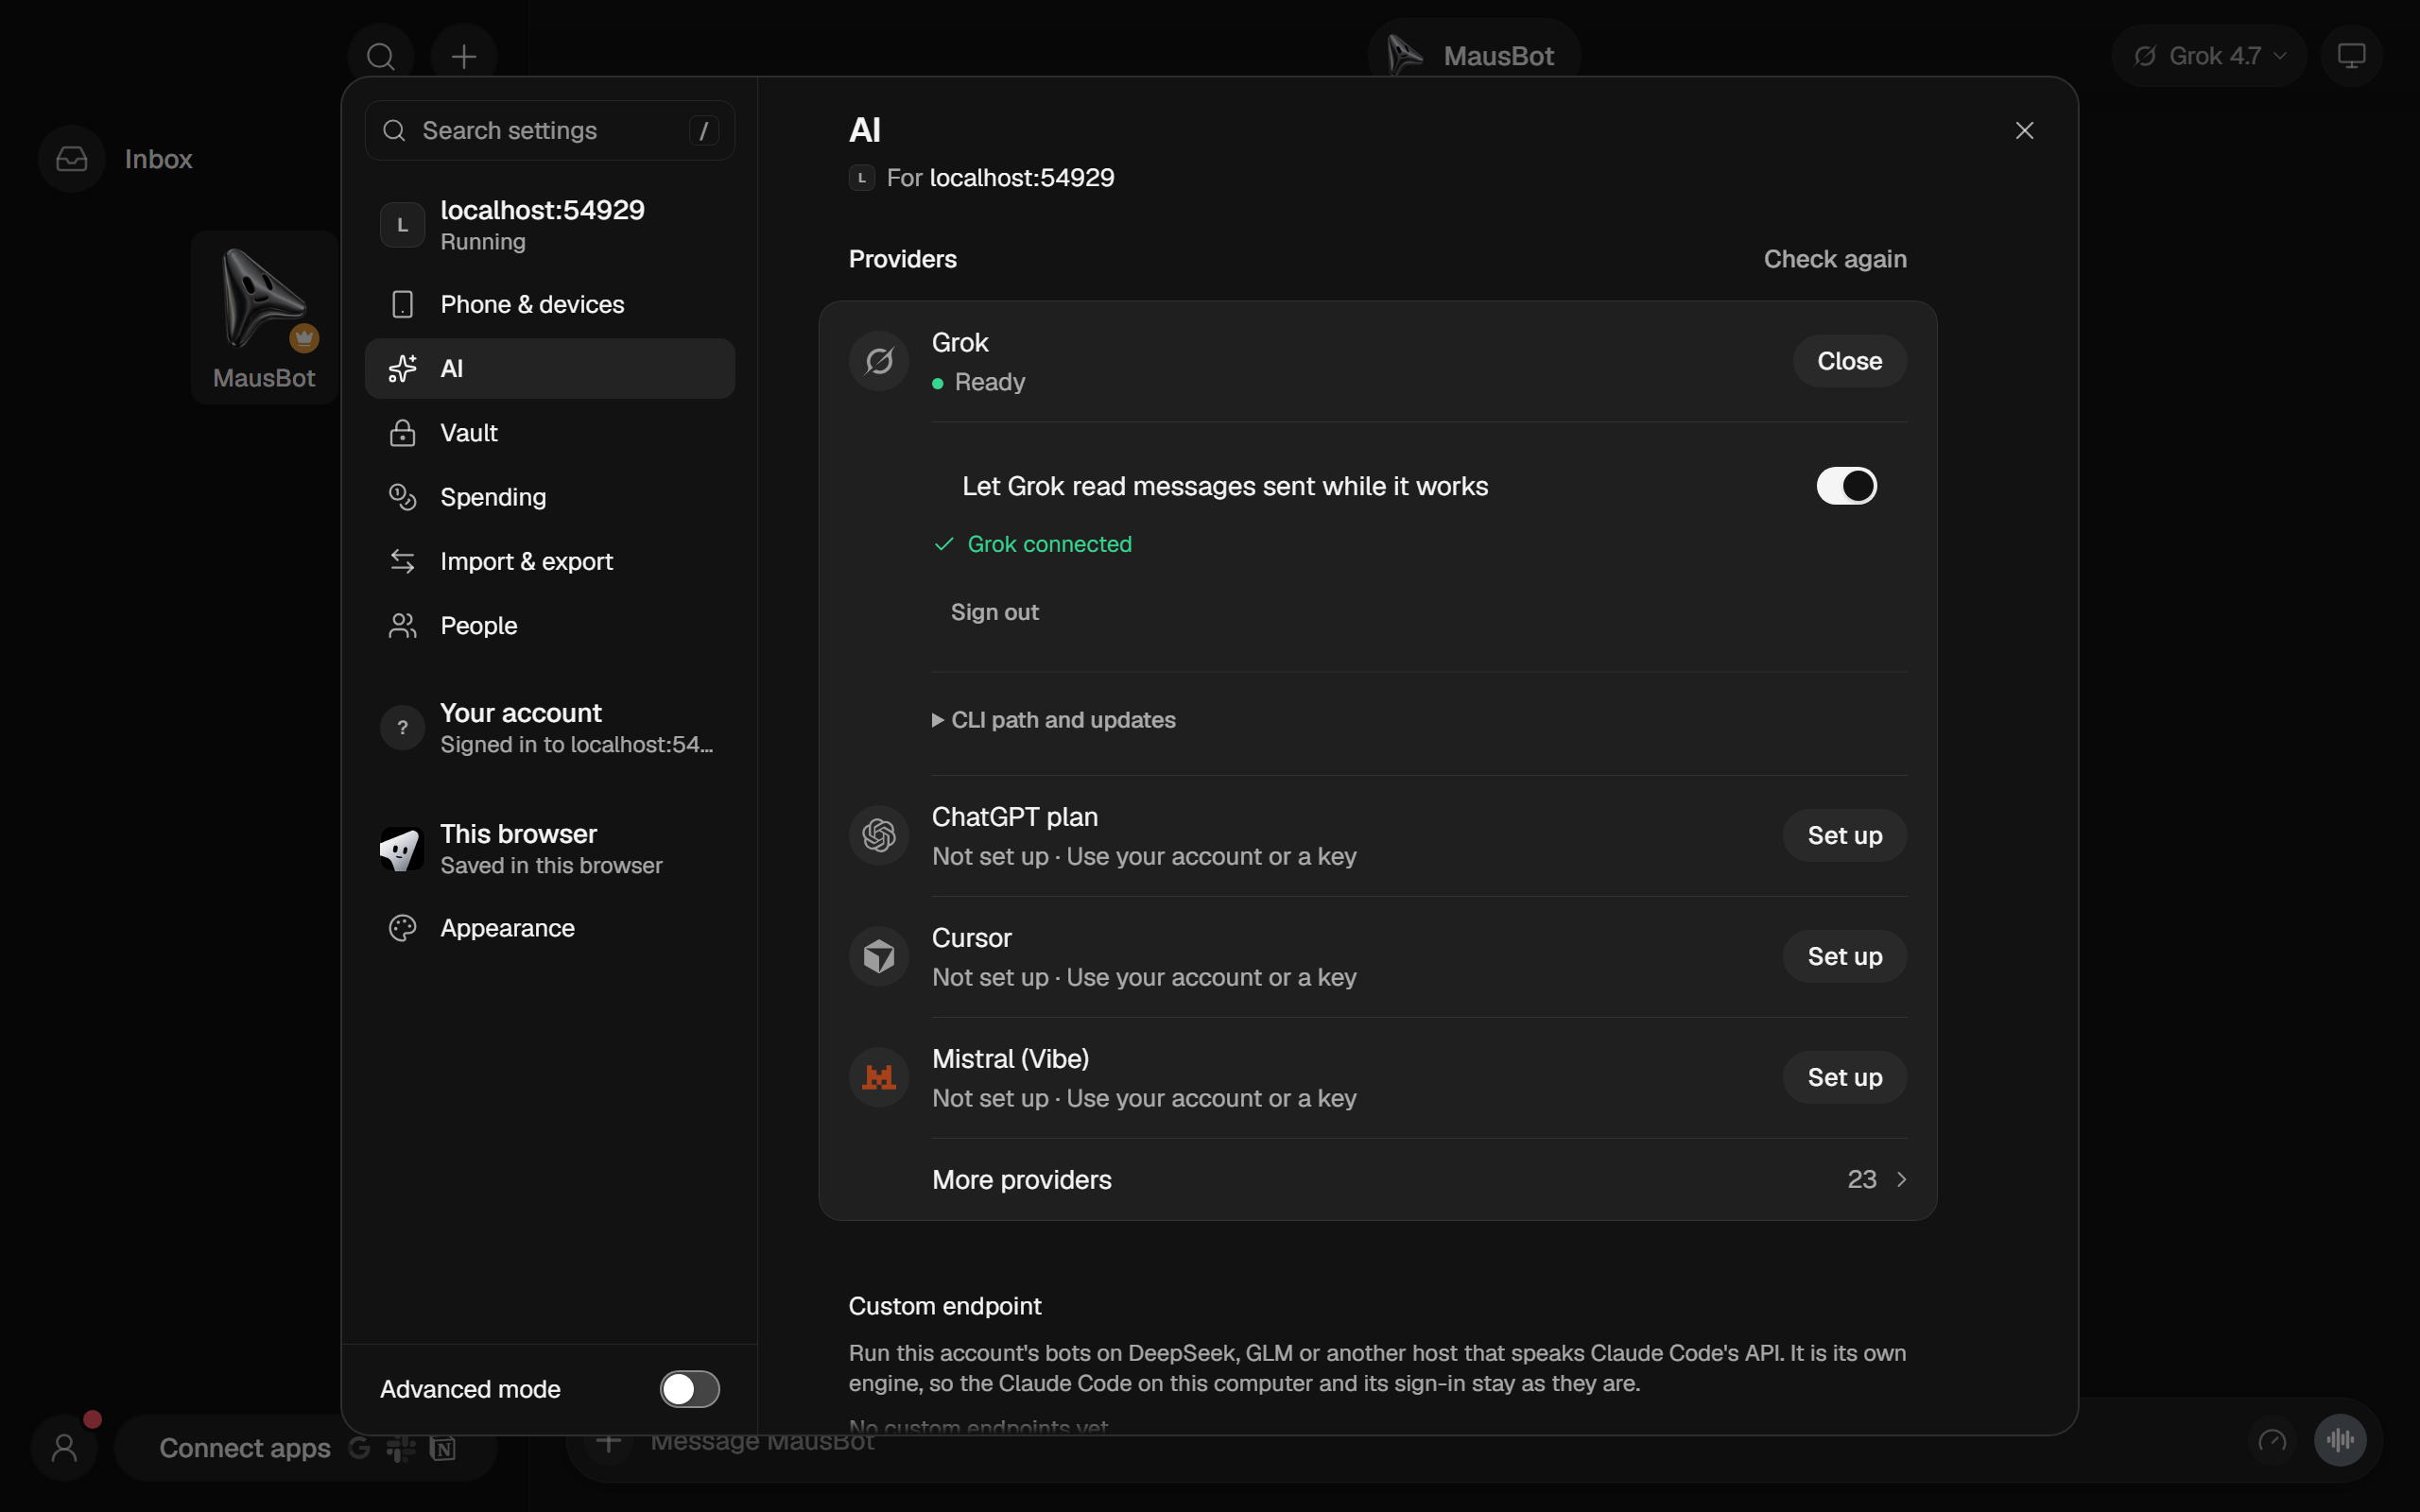 MausBot
Grok 4.7
Inbox
MausBot
Search settings
/
L
localhost:54929
Running
Phone & devices
AI
Vault
Spending
Import & export
People
?
Your account
Signed in to localhost:54...
This browser
Saved in this browser
Appearance
Advanced mode
Connect apps
AI
L
For localhost:54929
Providers
Check again
Grok
Ready
Close
Let Grok read messages sent while it works
Grok connected
Sign out
CLI path and updates
ChatGPT plan
Not set up · Use your account or a key
Set up
Cursor
Not set up · Use your account or a key
Set up
Mistral (Vibe)
Not set up · Use your account or a key
Set up
More providers
23
Custom endpoint
Run this account's bots on DeepSeek, GLM or another host that speaks Claude Code's API. It is its own
engine, so the Claude Code on this computer and its sign-in stay as they are.
No custom endpoints yet
Message MausBot